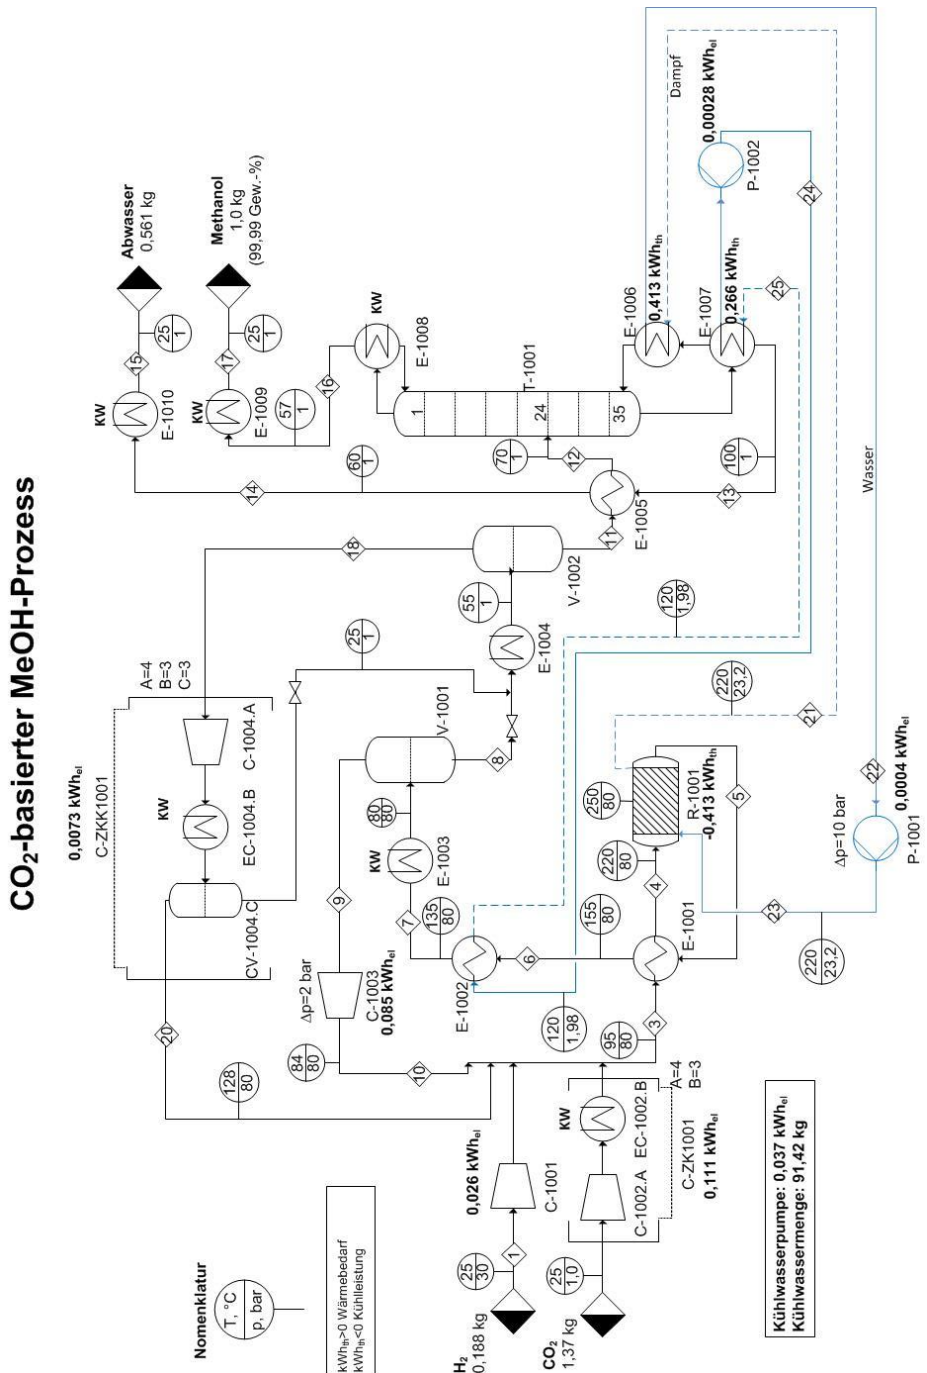 CO₂-basierter MeOH-Prozess
Nomenklatur
T, °C
p, bar
kWhth>0 Wärmebedarf
kWhth<0 Kühlleistung
H₂
0,188 kg
25
30
1
0,026 kWhel
C-1001
CO₂
1,37 kg
25
1,0
C-1002.A
EC-1002.B
KW
A=4
B=3
C-ZK1001
0,111 kWhel
Kühlwasserpumpe: 0,037 kWhel
Kühlwassermenge: 91,42 kg
20
128
80
84
80
10
Δp=2 bar
C-1003
0,085 kWhel
9
0,0073 kWhel
C-ZKK1001
A=4
B=3
C=3
CV-1004.C
EC-1004.B
KW
C-1004.A
25
1
18
95
80
3
E-1001
155
80
6
E-1002
120
1,98
135
80
7
KW
E-1003
80
80
V-1001
8
E-1004
55
1
V-1002
11
E-1005
220
80
4
250
80
R-1001
-0,413 kWhth
5
220
23,2
21
120
1,98
220
23,2
23
Δp=10 bar
P-1001
0,0004 kWhel
22
Wasser
12
70
1
13
100
1
14
60
1
T-1001
1
24
35
KW
E-1008
16
57
1
KW
E-1009
17
25
1
Methanol
1,0 kg
(99,99 Gew.-%)
KW
E-1010
15
25
1
Abwasser
0,561 kg
E-1006
0,413 kWhth
E-1007
0,266 kWhth
25
Dampf
P-1002
0,00028 kWhel
24